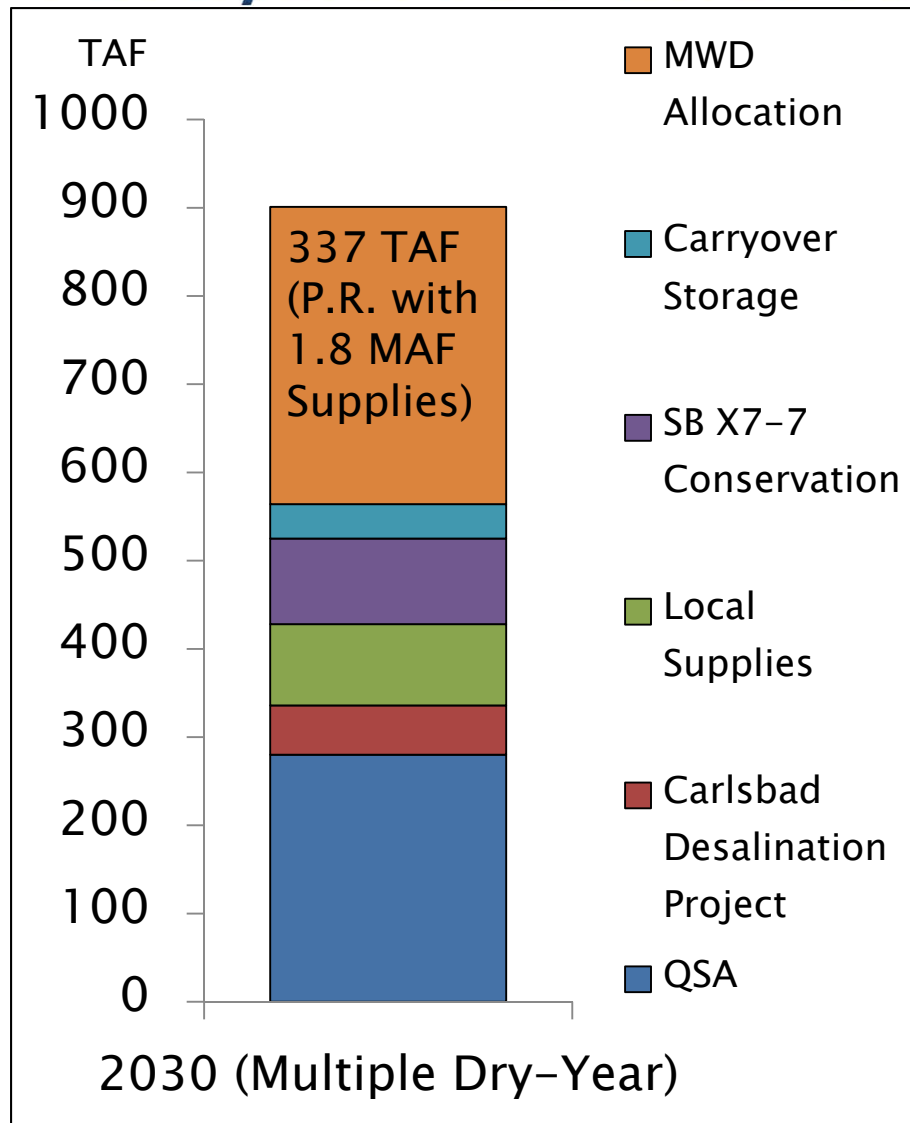 TAF
1000
900
800
700
600
500
400
300
200
100
0
337 TAF
(P.R. with
1.8 MAF
Supplies)
2030 (Multiple Dry-Year)
MWD
Allocation
Carryover
Storage
SB X7-7
Conservation
Local
Supplies
Carlsbad
Desalination
Project
QSA